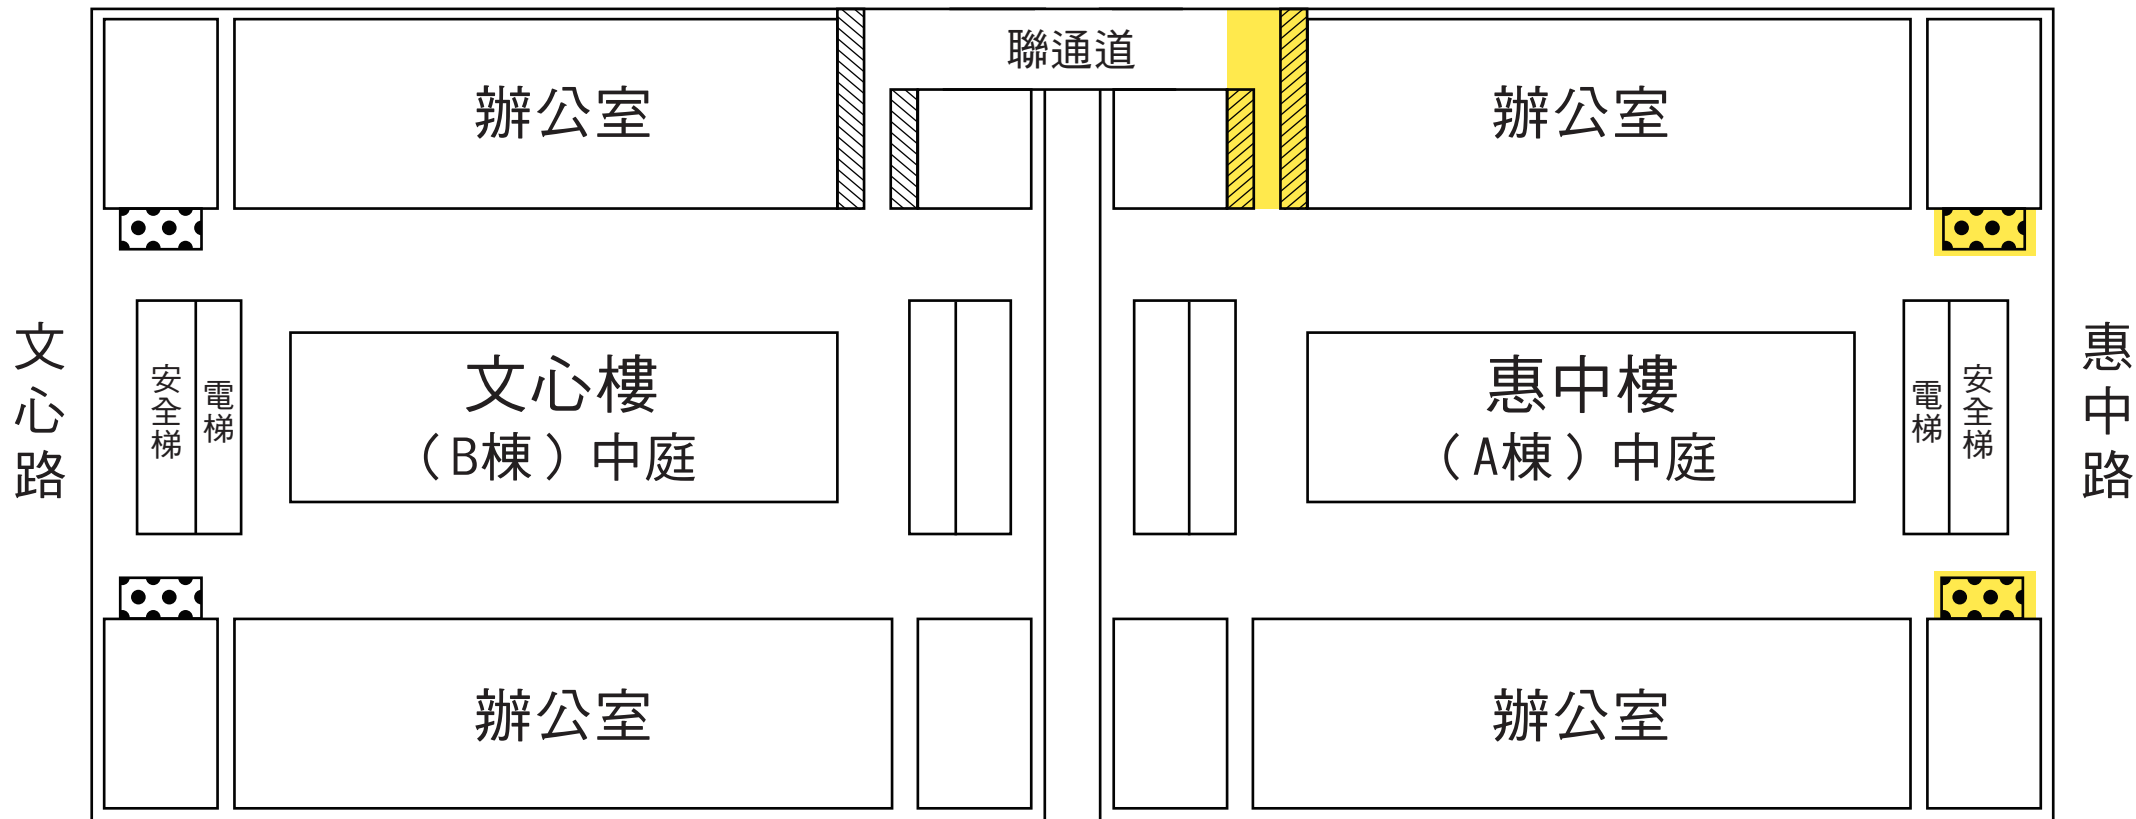 聯通道
辦公室
辦公室
文心路
安全梯
電梯
文心樓
（B棟）中庭
惠中樓
（A棟）中庭
電梯
安全梯
惠中路
辦公室
辦公室